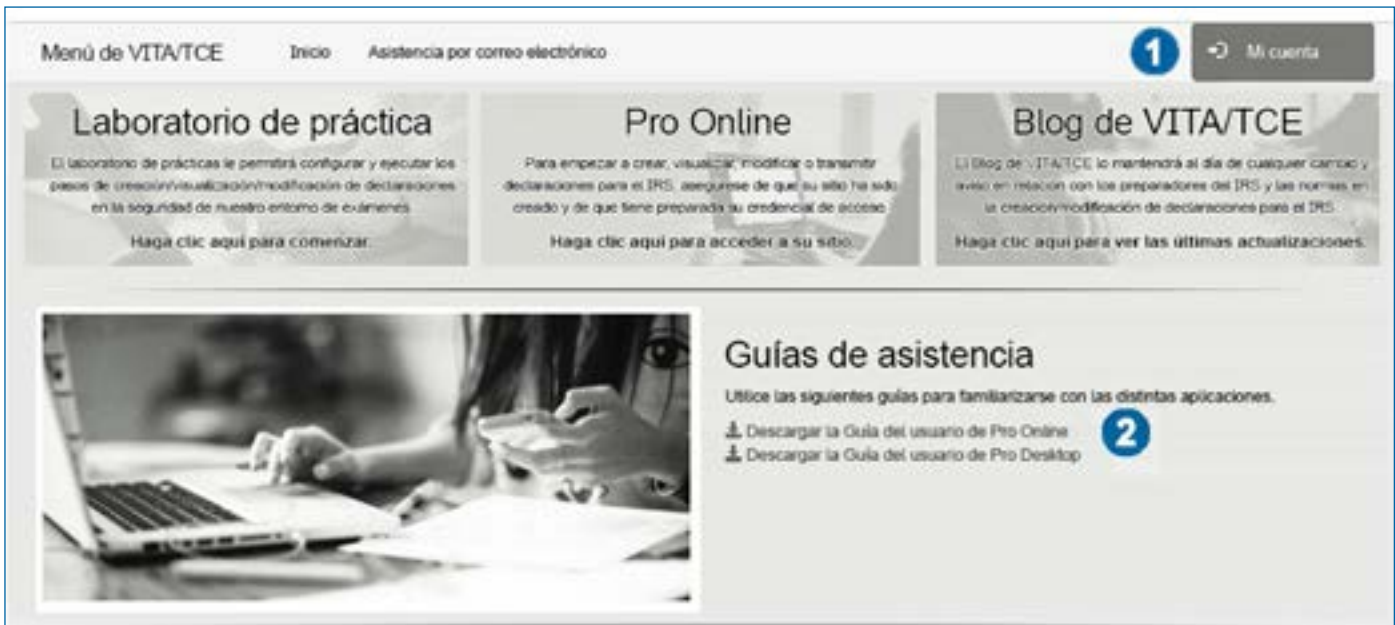 Menú de VITA/TCE Inicio Asistencia por correo electrónico 1 Mi cuenta
Laboratorio de práctica
El laboratorio de prácticas le permitirá configurar y ejecutar los
pasos de creación/visualización/modificación de declaraciones
en la seguridad de nuestro entorno de exámenes
Haga clic aquí para comenzar.
Pro Online
Para empezar a crear, visualizar, modificar o transmitir
declaraciones para el IRS, asegúrese de que su sitio ha sido
creado y de que tiene preparada su credencial de acceso.
Haga clic aquí para acceder a su sitio.
Blog de VITA/TCE
El Blog de VITA/TCE lo mantendrá al día de cualquier cambio y
aviso en relación con los preparadores del IRS y las normas en
la creación/modificación de declaraciones para el IRS
Haga clic aquí para ver las últimas actualizaciones.
Guías de asistencia
Utilice las siguientes guías para familiarizarse con las distintas aplicaciones.
Descargar la Guía del usuario de Pro Online
2
Descargar la Guía del usuario de Pro Desktop